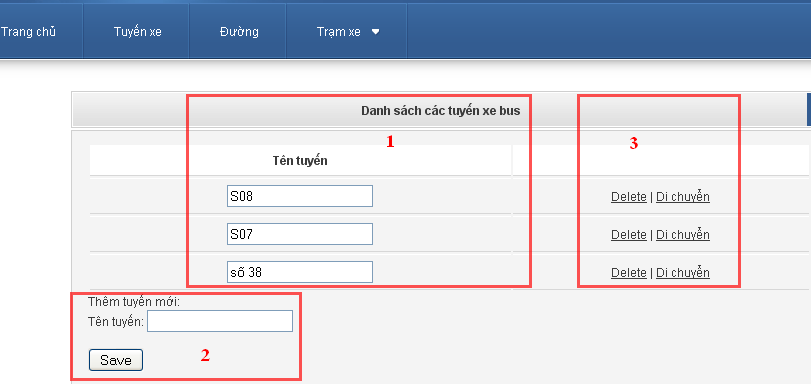 Trang chủ Tuyến xe Đường Trạm xe
Danh sách các tuyến xe bus
1 3
Tên tuyến
S08 Delete | Di chuyển
S07 Delete | Di chuyển
số 38 Delete | Di chuyển
Thêm tuyến mới:
Tên tuyến:
Save 2